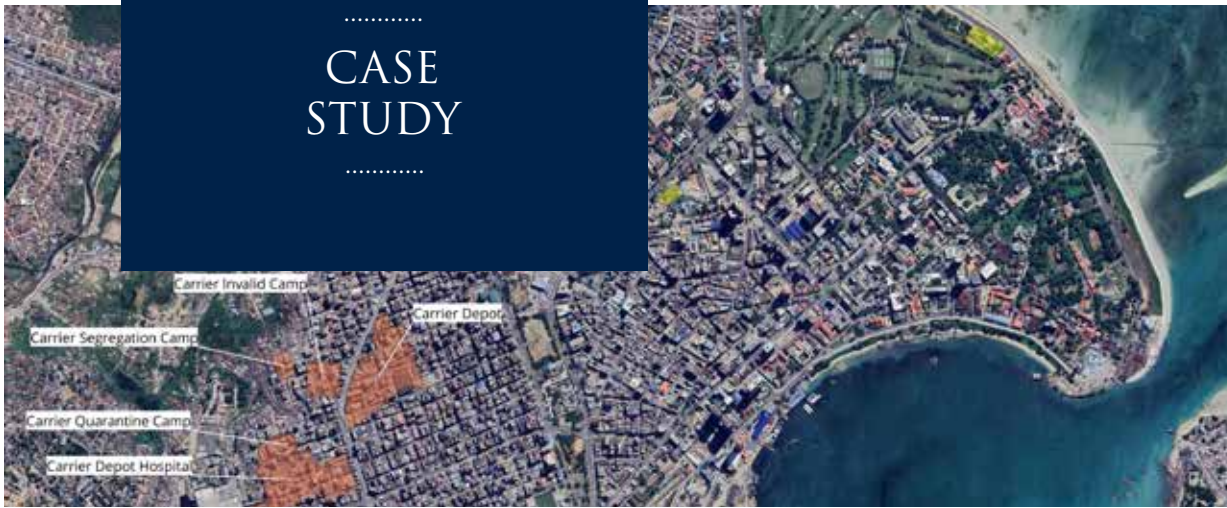 ............
CASE
STUDY
............
Carrier Invalid Camp
Carrier Depot
Carrier Segregation Camp
Carrier Quarantine Camp
Carrier Depot Hospital